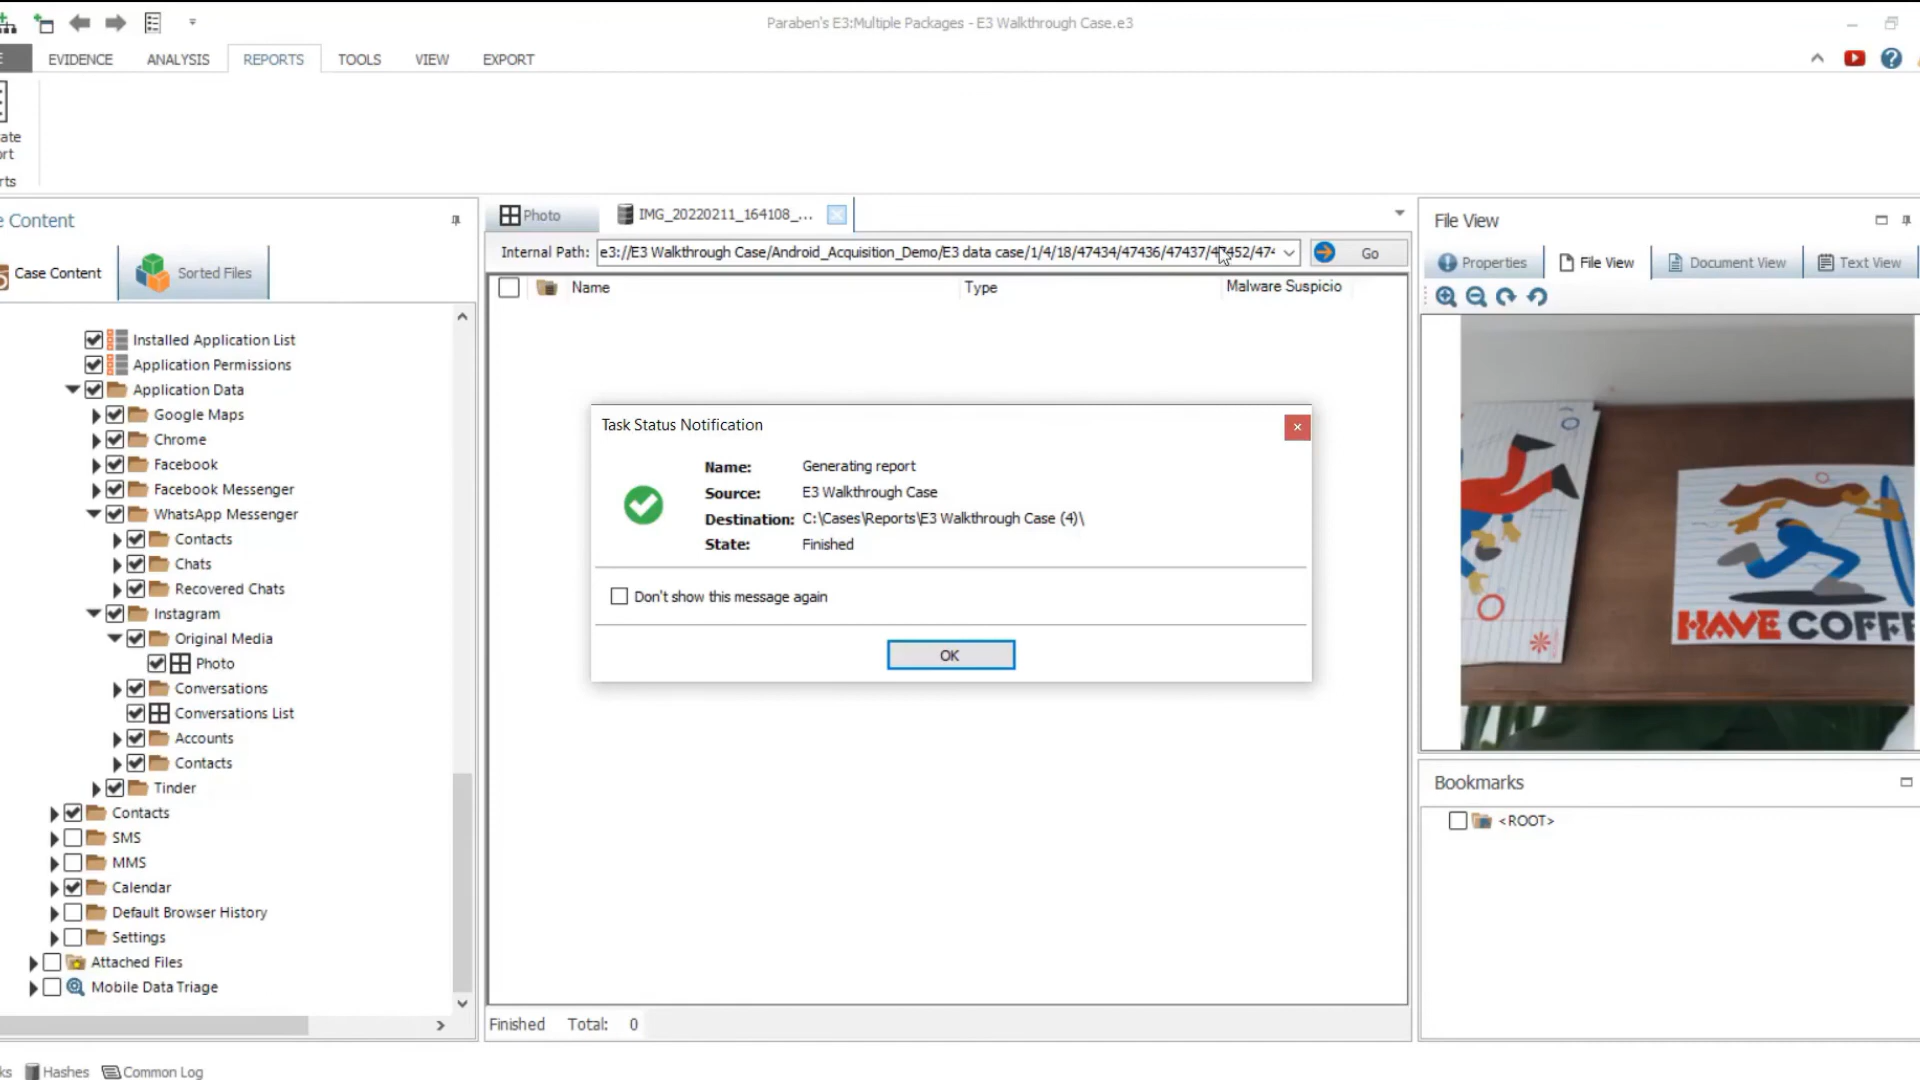 Paraben's E3:Multiple Packages - E3 Walkthrough Case.e3
EVIDENCE
ANALYSIS
REPORTS
TOOLS
VIEW
EXPORT
Content
Case Content
Sorted Files
Installed Application List
Application Permissions
Application Data
Google Maps
Chrome
Facebook
Facebook Messenger
WhatsApp Messenger
Contacts
Chats
Recovered Chats
Instagram
Original Media
Photo
Conversations
Conversations List
Accounts
Contacts
Tinder
Contacts
SMS
MMS
Calendar
Default Browser History
Settings
Attached Files
Mobile Data Triage
Hashes
Common Log
Photo
IMG_20220211_164108_...
Internal Path:
e3://E3 Walkthrough Case/Android_Acquisition_Demo/E3 data case/1/4/18/47434/47436/47437/47452/474
Go
Name
Type
Malware Suspicio
Task Status Notification
Name: Generating report
Source: E3 Walkthrough Case
Destination: C:\Cases\Reports\E3 Walkthrough Case (4)\
State: Finished
Don't show this message again
OK
Finished
Total: 0
File View
Properties
File View
Document View
Text View
HAVE COFFE
Bookmarks
<ROOT>